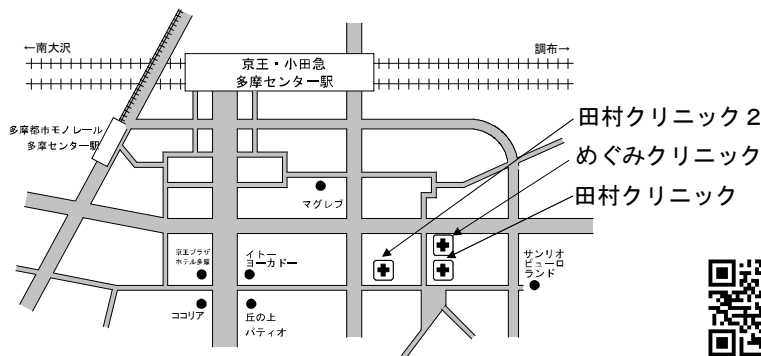 ←南大沢
調布→
京王・小田急
多摩センター駅
多摩都市モノレール
多摩センター駅
田村クリニック２
めぐみクリニック
田村クリニック
マグレブ
京王プラザ
ホテル多摩
イトー
ヨーカドー
サンリオ
ピューロ
ランド
ココリア
丘の上
パティオ